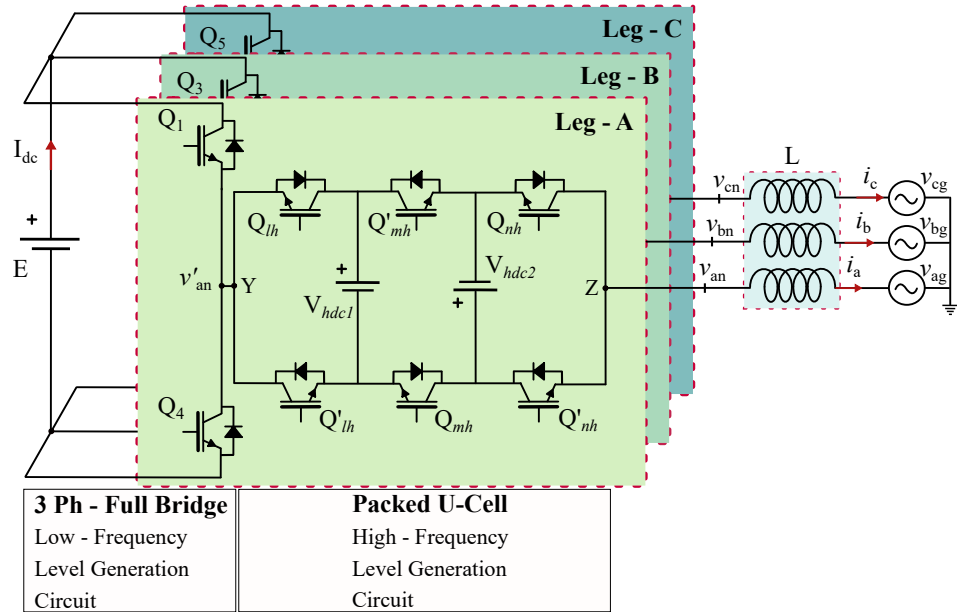 Leg - C
Q5
Leg - B
Q3
Leg - A
Q1
Idc
L
vcn
ic
vcg
Qlh
Q'mh
Qnh
vbn
ib
vbg
+
E
v'an
Y
+
Vhdc1
Vhdc2
+
Z
van
ia
vag
Q4
Q'lh
Qmh
Q'nh
3 Ph - Full Bridge
Low - Frequency
Level Generation
Circuit
Packed U-Cell
High - Frequency
Level Generation
Circuit